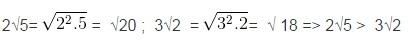 2√5= √2².5 = √20 ; 3√2 = √3².2= √ 18 => 2√5 > 3√2